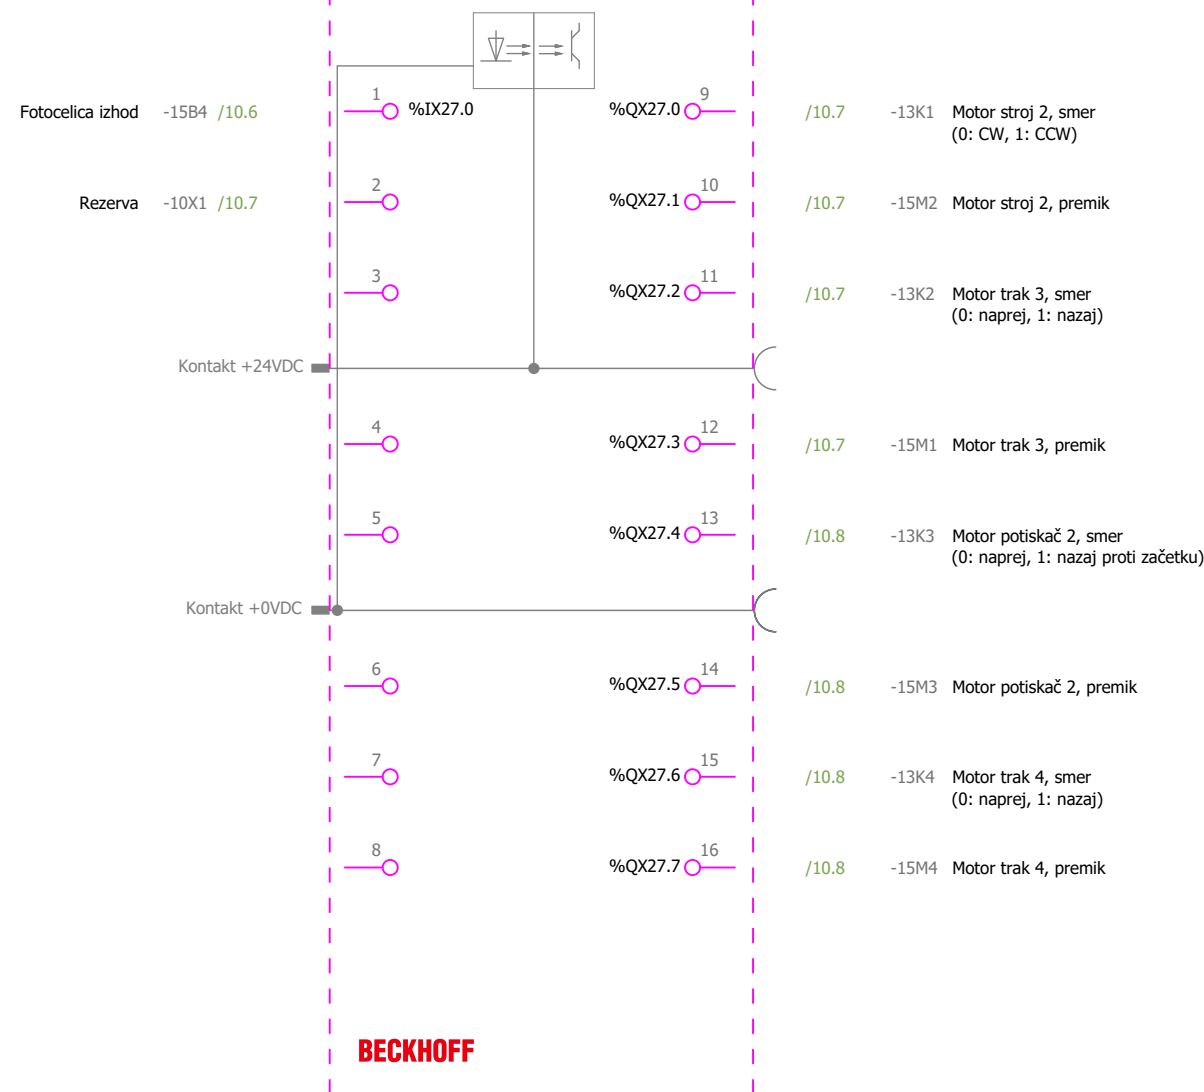 Fotocelica izhod -15B4 /10.6 1 %IX27.0 %QX27.0 9 /10.7 -13K1 Motor stroj 2, smer
(0: CW, 1: CCW)
Rezerva -10X1 /10.7 2 %QX27.1 10 /10.7 -15M2 Motor stroj 2, premik
3 %QX27.2 11 /10.7 -13K2 Motor trak 3, smer
(0: naprej, 1: nazaj)
Kontakt +24VDC
4 %QX27.3 12 /10.7 -15M1 Motor trak 3, premik
5 %QX27.4 13 /10.8 -13K3 Motor potiskač 2, smer
(0: naprej, 1: nazaj proti začetku)
Kontakt +0VDC
6 %QX27.5 14 /10.8 -15M3 Motor potiskač 2, premik
7 %QX27.6 15 /10.8 -13K4 Motor trak 4, smer
(0: naprej, 1: nazaj)
8 %QX27.7 16 /10.8 -15M4 Motor trak 4, premik
BECKHOFF